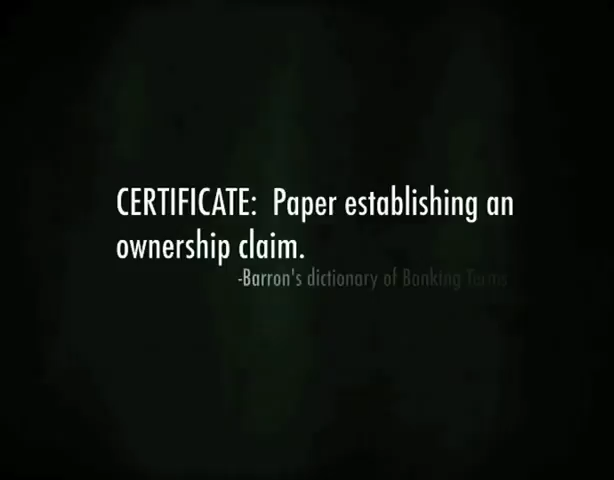 CERTIFICATE: Paper establishing an
ownership claim.
-Barron's dictionary of Banking Terms